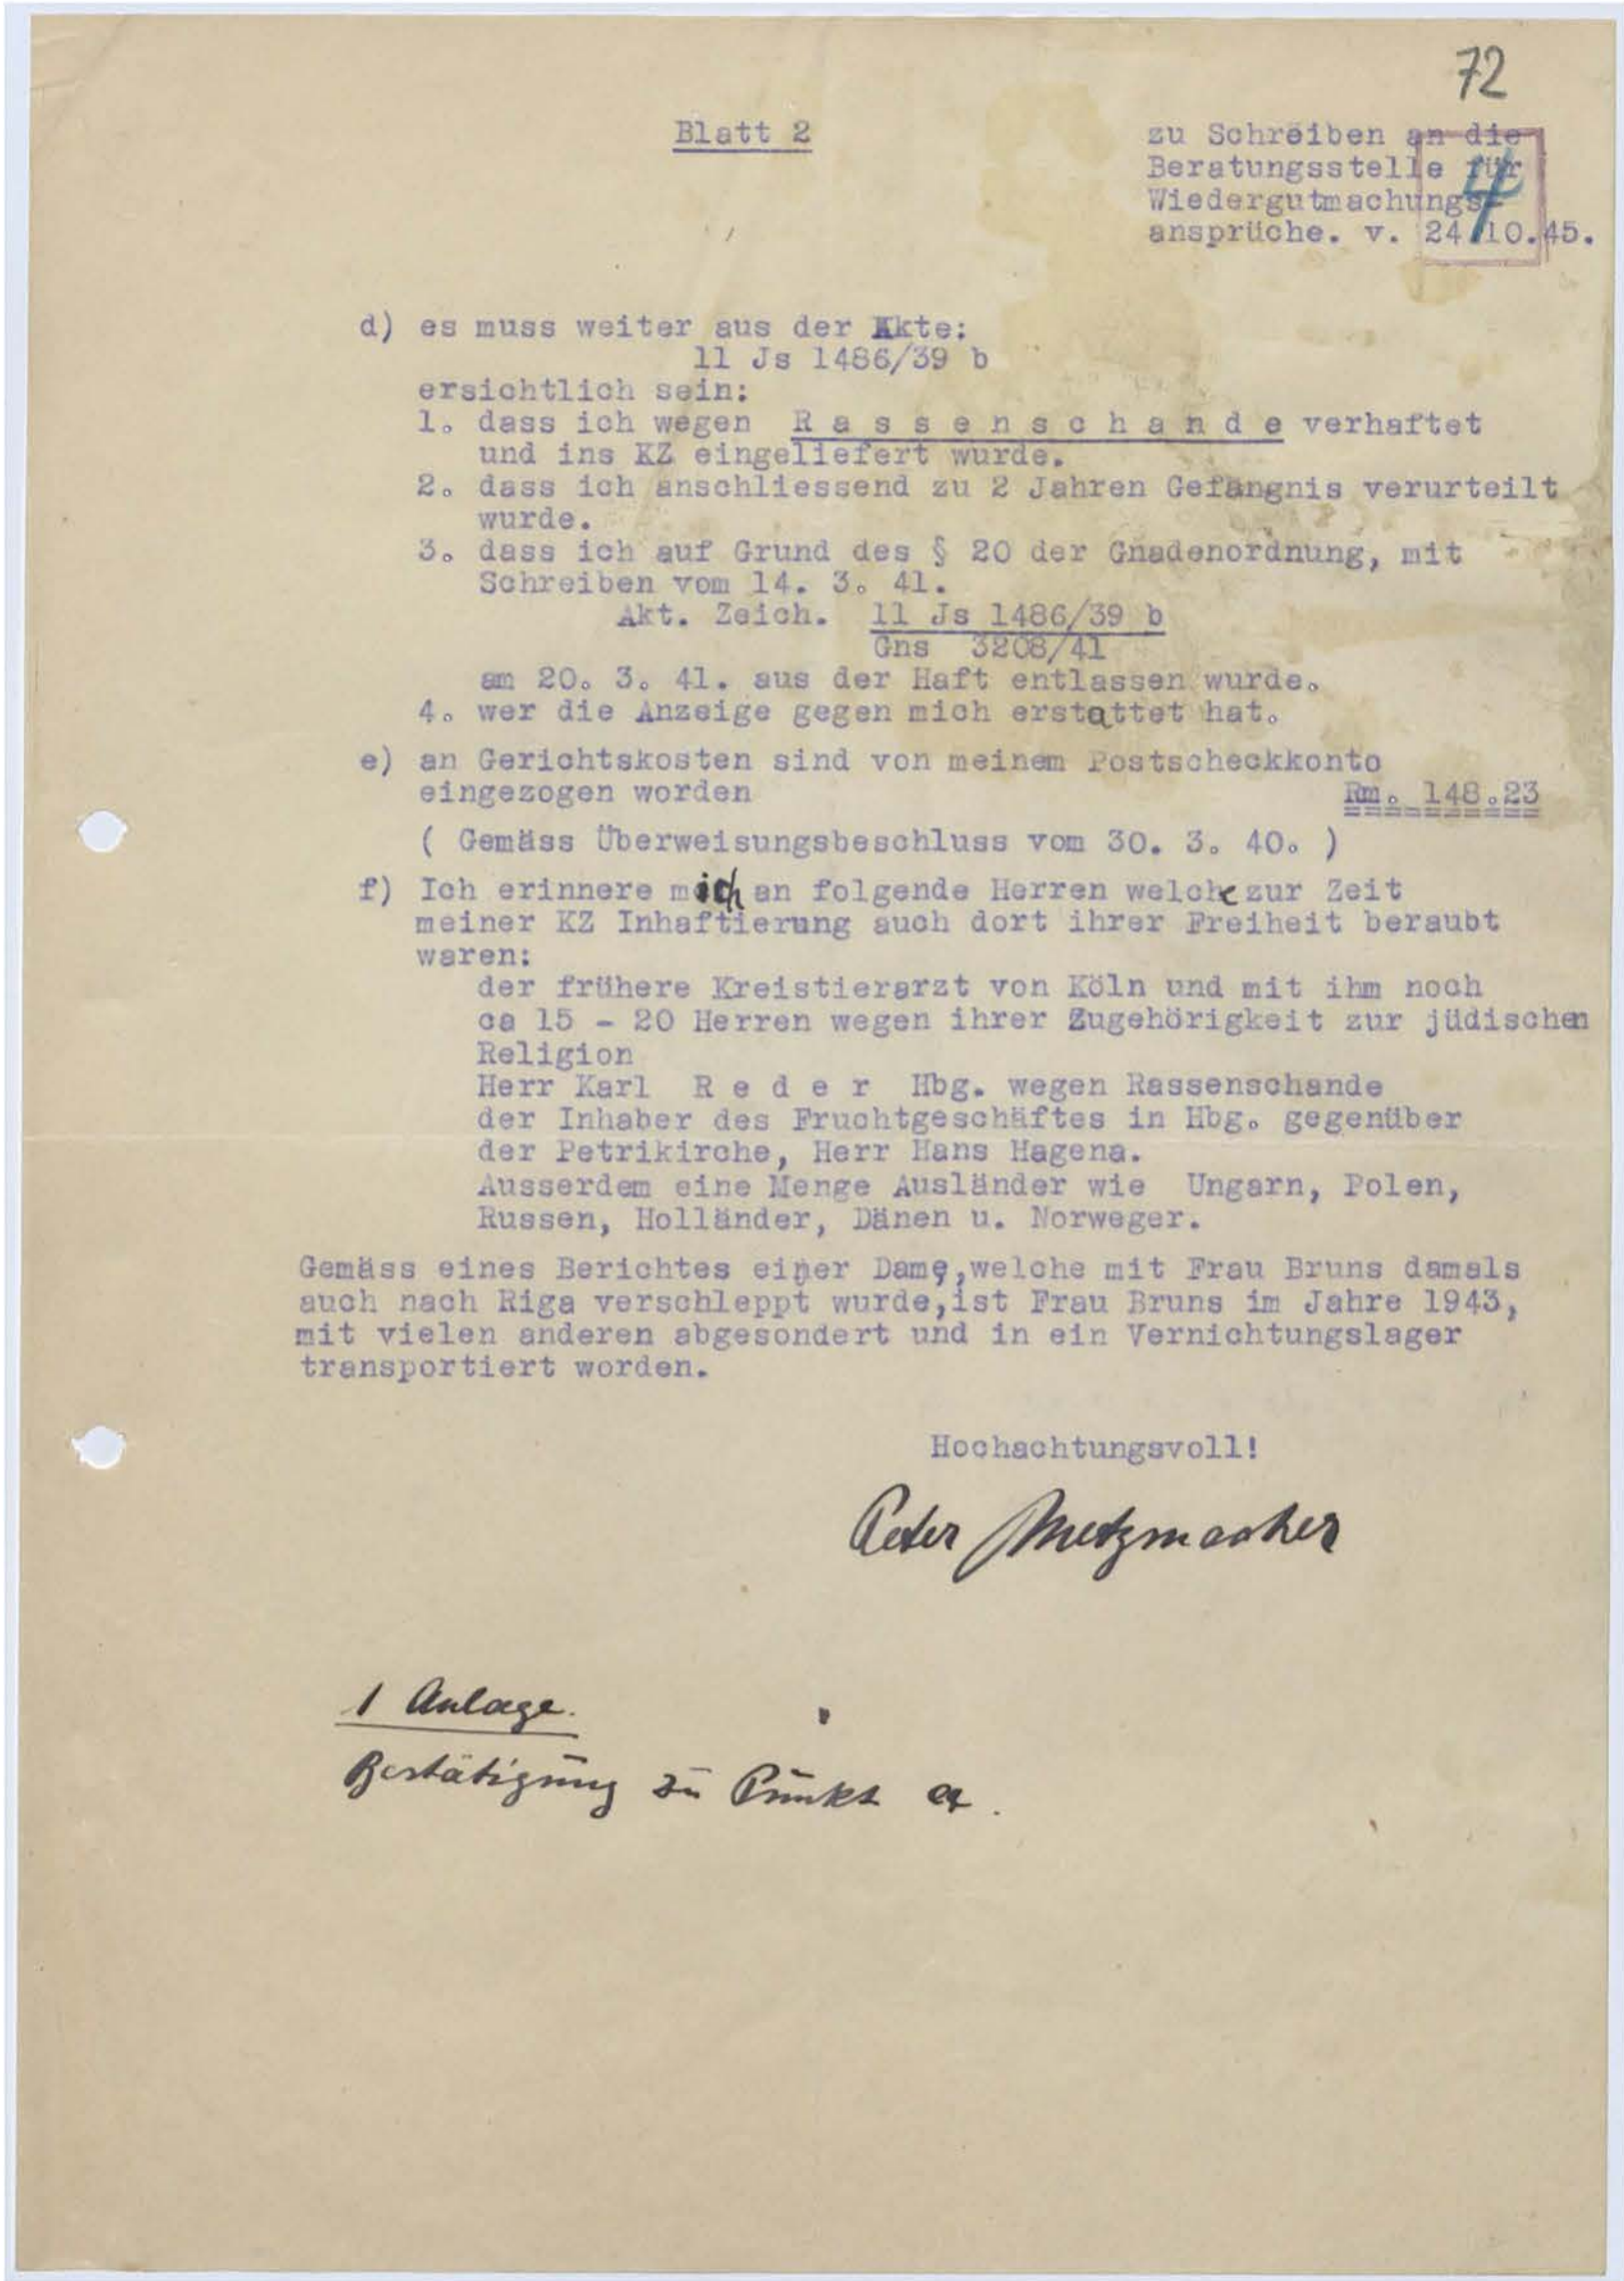 72
Blatt 2
zu Schreiben an die
Beratungsstelle für
Wiedergutmachungs-
ansprüche. v. 24.10.45.
4
d) es muss weiter aus der Akte:
11 Js 1486/39 b
ersichtlich sein:
1. dass ich wegen R a s s e n s c h a n d e verhaftet
und ins KZ eingeliefert wurde.
2. dass ich anschliessend zu 2 Jahren Gefängnis verurteilt
wurde.
3. dass ich auf Grund des § 20 der Gnadenordnung, mit
Schreiben vom 14. 3. 41.
Akt. Zeich. 11 Js 1486/39 b
Gns 3208/41
am 20. 3. 41. aus der Haft entlassen wurde.
4. wer die Anzeige gegen mich erstattet hat.
e) an Gerichtskosten sind von meinem Postscheckkonto
eingezogen worden Rm. 148.23
( Gemäss Überweisungsbeschluss vom 30. 3. 40. )
f) Ich erinnere mich an folgende Herren welche zur Zeit
meiner KZ Inhaftierung auch dort ihrer Freiheit beraubt
waren:
der frühere Kreistierarzt von Köln und mit ihm noch
ca 15 - 20 Herren wegen ihrer Zugehörigkeit zur jüdischen
Religion
Herr Karl R e d e r Hbg. wegen Rassenschande
der Inhaber des Fruchtgeschäftes in Hbg. gegenüber
der Petrikirche, Herr Hans Hagena.
Ausserdem eine Menge Ausländer wie Ungarn, Polen,
Russen, Holländer, Dänen u. Norweger.
Gemäss eines Berichtes einer Dame, welche mit Frau Bruns damals
auch nach Riga verschleppt wurde, ist Frau Bruns im Jahre 1943,
mit vielen anderen abgesondert und in ein Vernichtungslager
transportiert worden.
Hochachtungsvoll!
Peter Metzmacher
1 Anlage.
Bestätigung zu Punkt a.